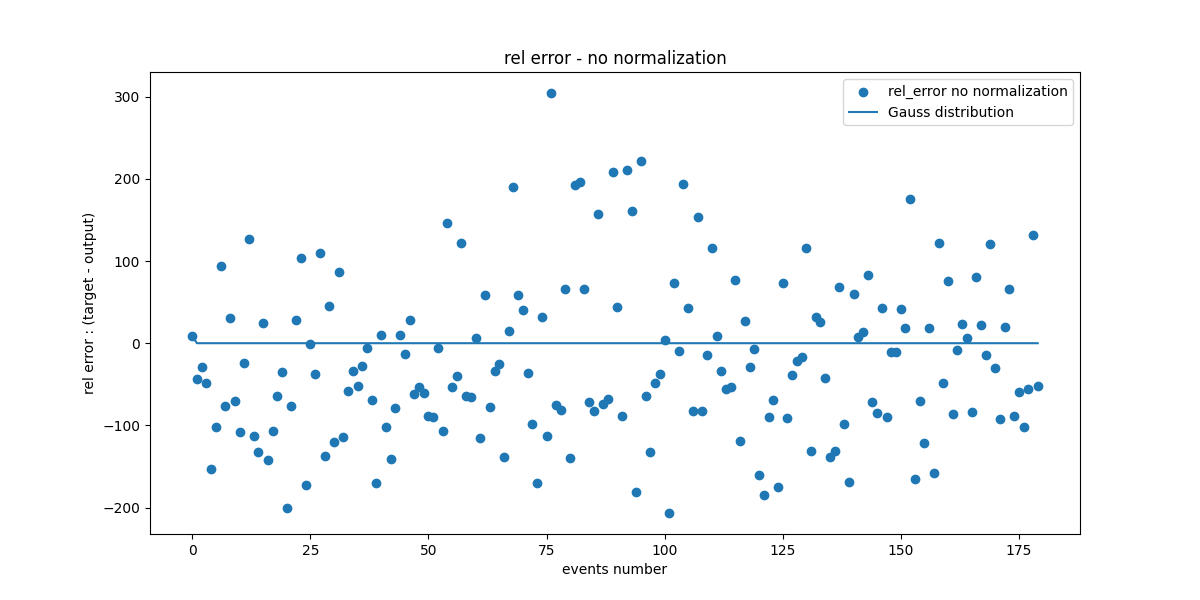 rel error - no normalization
rel_error no normalization
Gauss distribution
300
200
100
0
−100
−200
rel error : (target - output)
0
25
50
75
100
125
150
175
events number